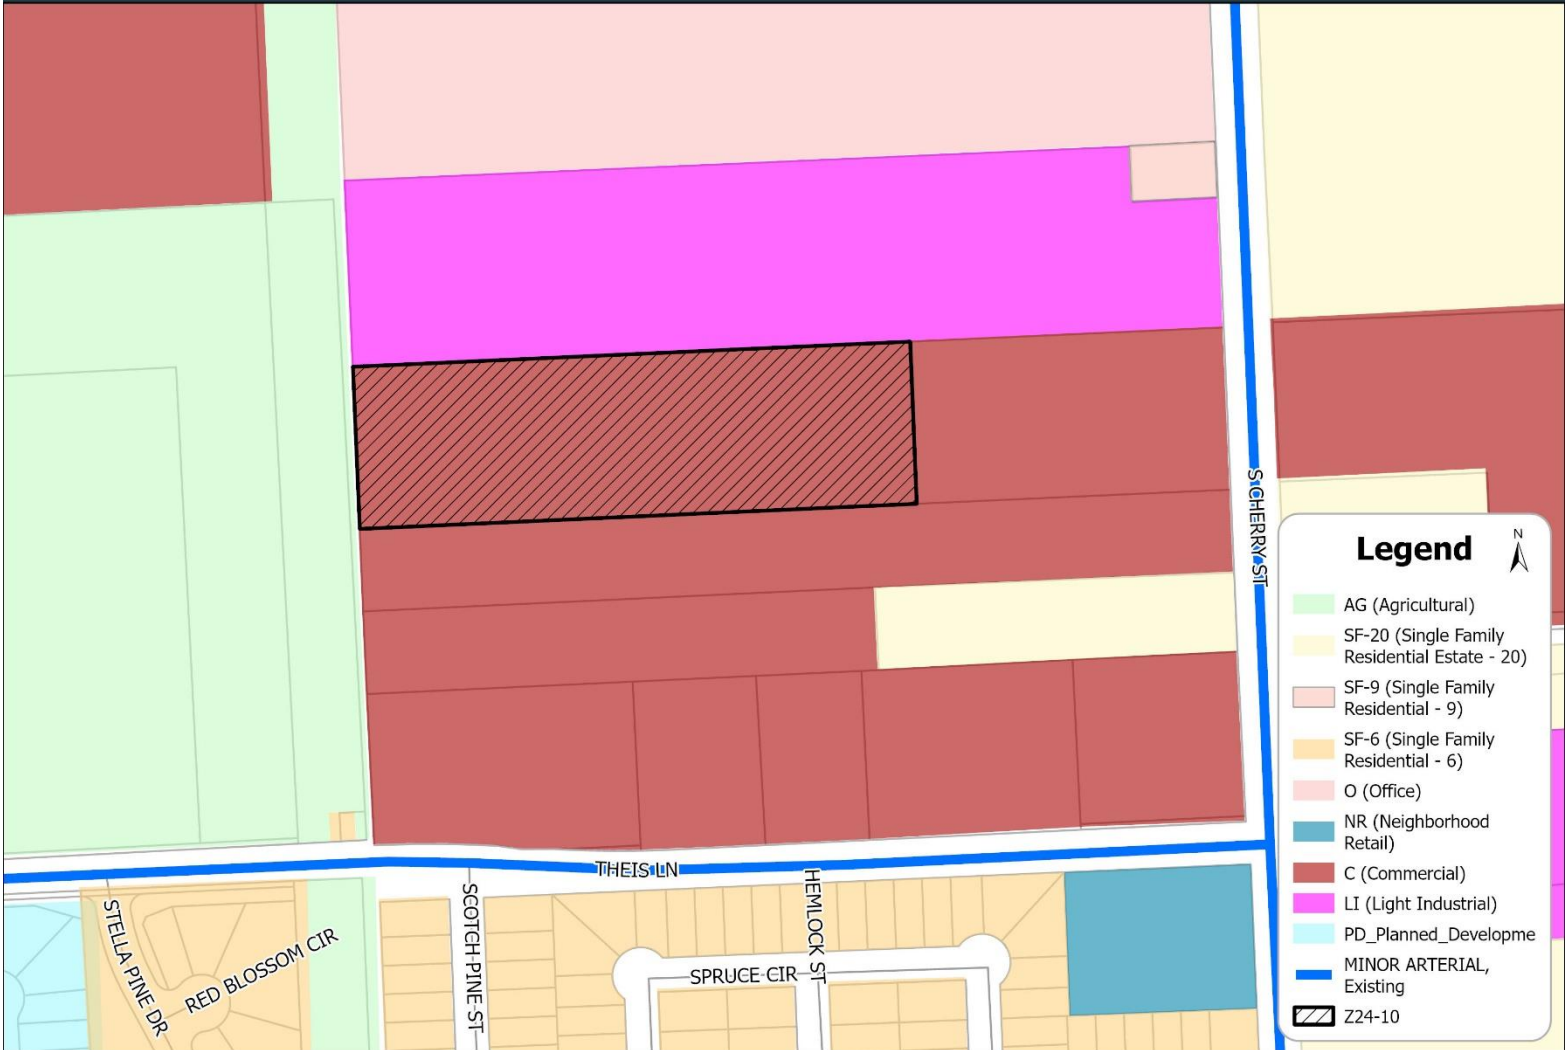 S CHERRY ST
Legend
N
AG (Agricultural)
SF-20 (Single Family
Residential Estate - 20)
SF-9 (Single Family
Residential - 9)
SF-6 (Single Family
Residential - 6)
O (Office)
NR (Neighborhood
Retail)
C (Commercial)
LI (Light Industrial)
PD_Planned_Developme
MINOR ARTERIAL,
Existing
Z24-10
THEIS LN
STELLA PINE DR
RED BLOSSOM CIR
SCOTCH PINE ST
HEMLOCK ST
SPRUCE CIR